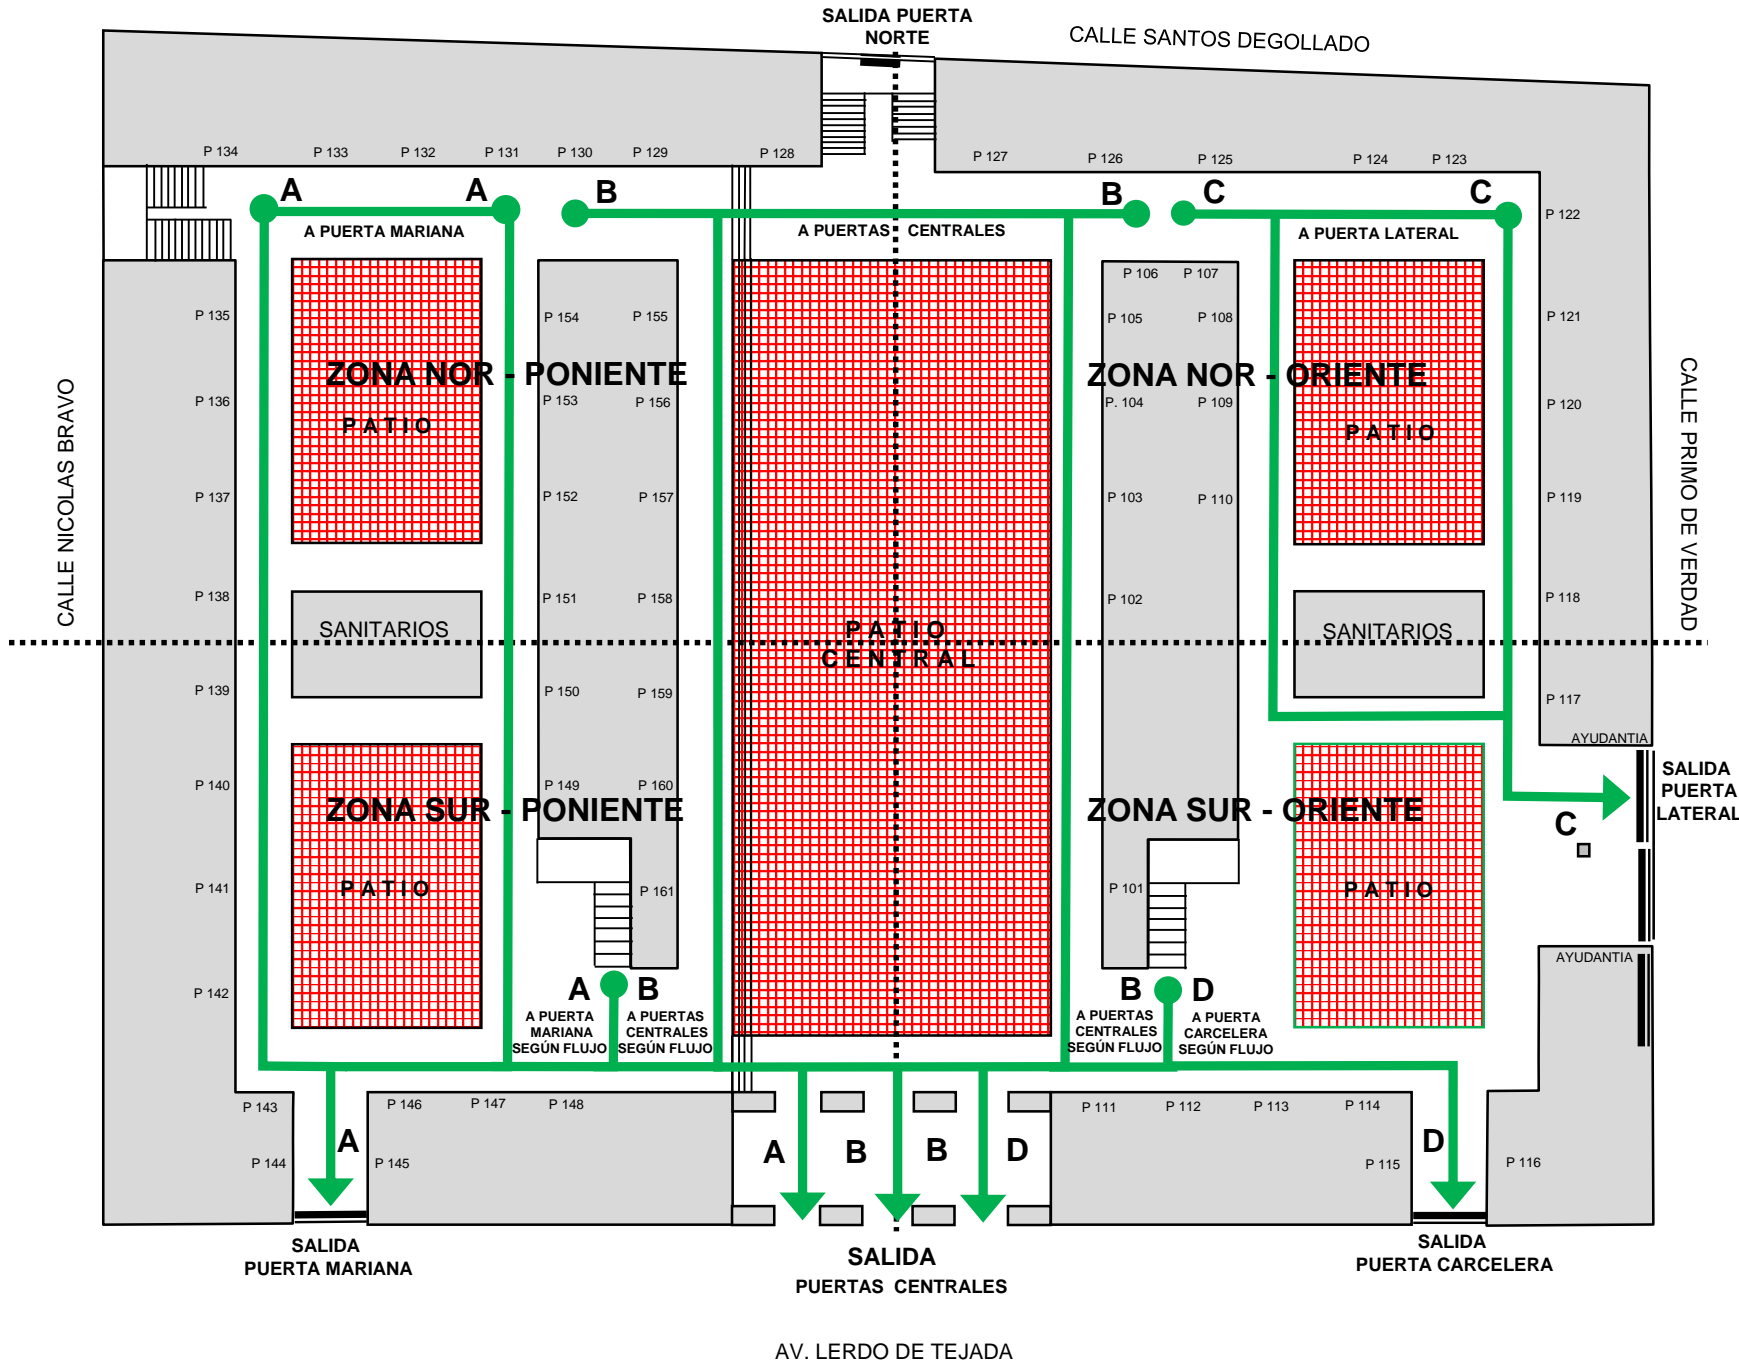 SALIDA PUERTA
NORTE
CALLE SANTOS DEGOLLADO
P 134
P 133
P 132
P 131
P 130
P 129
P 128
P 127
P 126
P 125
P 124
P 123
A
A
B
B
C
C
P 122
A PUERTA MARIANA
A PUERTAS CENTRALES
A PUERTA LATERAL
P 106
P 107
P 135
P 154
P 155
P 105
P 108
P 121
ZONA NOR - PONIENTE
ZONA NOR - ORIENTE
P 136
P 153
P 156
P. 104
P 109
P 120
PATIO
PATIO
CALLE NICOLAS BRAVO
CALLE PRIMO DE VERDAD
P 137
P 152
P 157
P 103
P 110
P 119
P 138
P 151
P 158
P 102
P 118
SANITARIOS
PATIO
CENTRAL
SANITARIOS
P 139
P 150
P 159
P 117
AYUDANTIA
SALIDA
PUERTA
LATERAL
P 140
P 149
P 160
ZONA SUR - PONIENTE
ZONA SUR - ORIENTE
C
P 141
PATIO
P 161
P 101
PATIO
AYUDANTIA
P 142
A
B
B
D
A PUERTA
MARIANA
SEGÚN FLUJO
A PUERTAS
CENTRALES
SEGÚN FLUJO
A PUERTAS
CENTRALES
SEGÚN FLUJO
A PUERTA
CARCELERA
SEGÚN FLUJO
P 143
P 146
P 147
P 148
P 111
P 112
P 113
P 114
A
A
B
B
D
D
P 144
P 145
P 115
P 116
SALIDA
PUERTA MARIANA
SALIDA
PUERTAS CENTRALES
SALIDA
PUERTA CARCELERA
AV. LERDO DE TEJADA